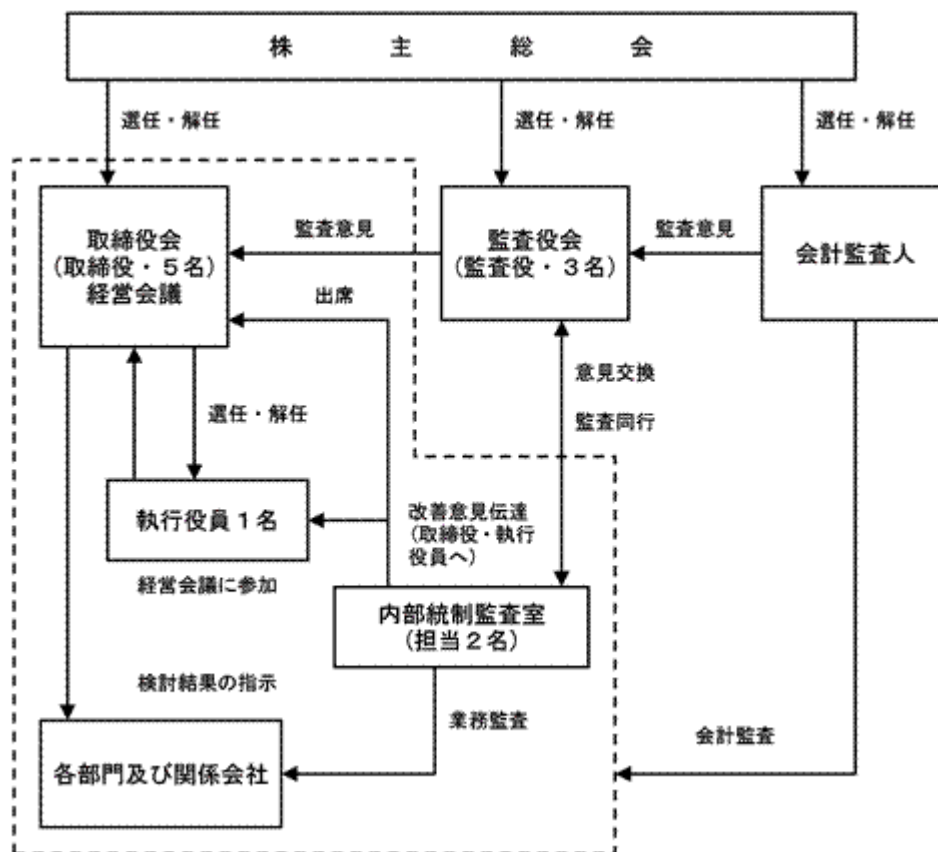 株主総会
選任・解任
選任・解任
選任・解任
取締役会
(取締役・5名)
経営会議
監査意見
監査役会
(監査役・3名)
監査意見
会計監査人
出席
意見交換
監査同行
選任・解任
執行役員1名
改善意見伝達
(取締役・執行
役員へ)
経営会議に参加
内部統制監査室
(担当2名)
検討結果の指示
業務監査
会計監査
各部門及び関係会社